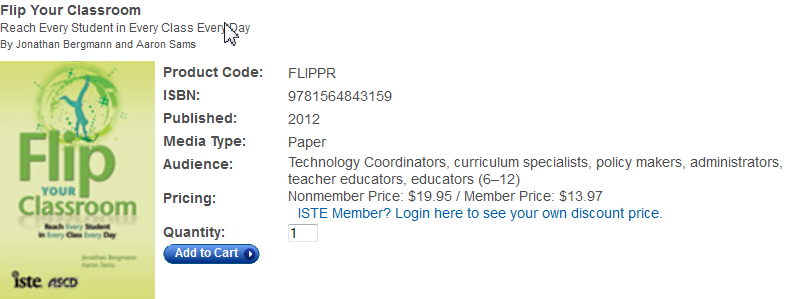 Flip Your Classroom
Reach Every Student in Every Class Every Day
By Jonathan Bergmann and Aaron Sams
Flip
YOUR
Classroom
Reach Every Student
in Every Class Every Day
Jonathan Bergmann
Aaron Sams
iste ASCD
Product Code: FLIPPR
ISBN: 9781564843159
Published: 2012
Media Type: Paper
Audience: Technology Coordinators, curriculum specialists, policy makers, administrators,
teacher educators, educators (6–12)
Pricing: Nonmember Price: $19.95 / Member Price: $13.97
ISTE Member? Login here to see your own discount price.
Quantity: 1
Add to Cart